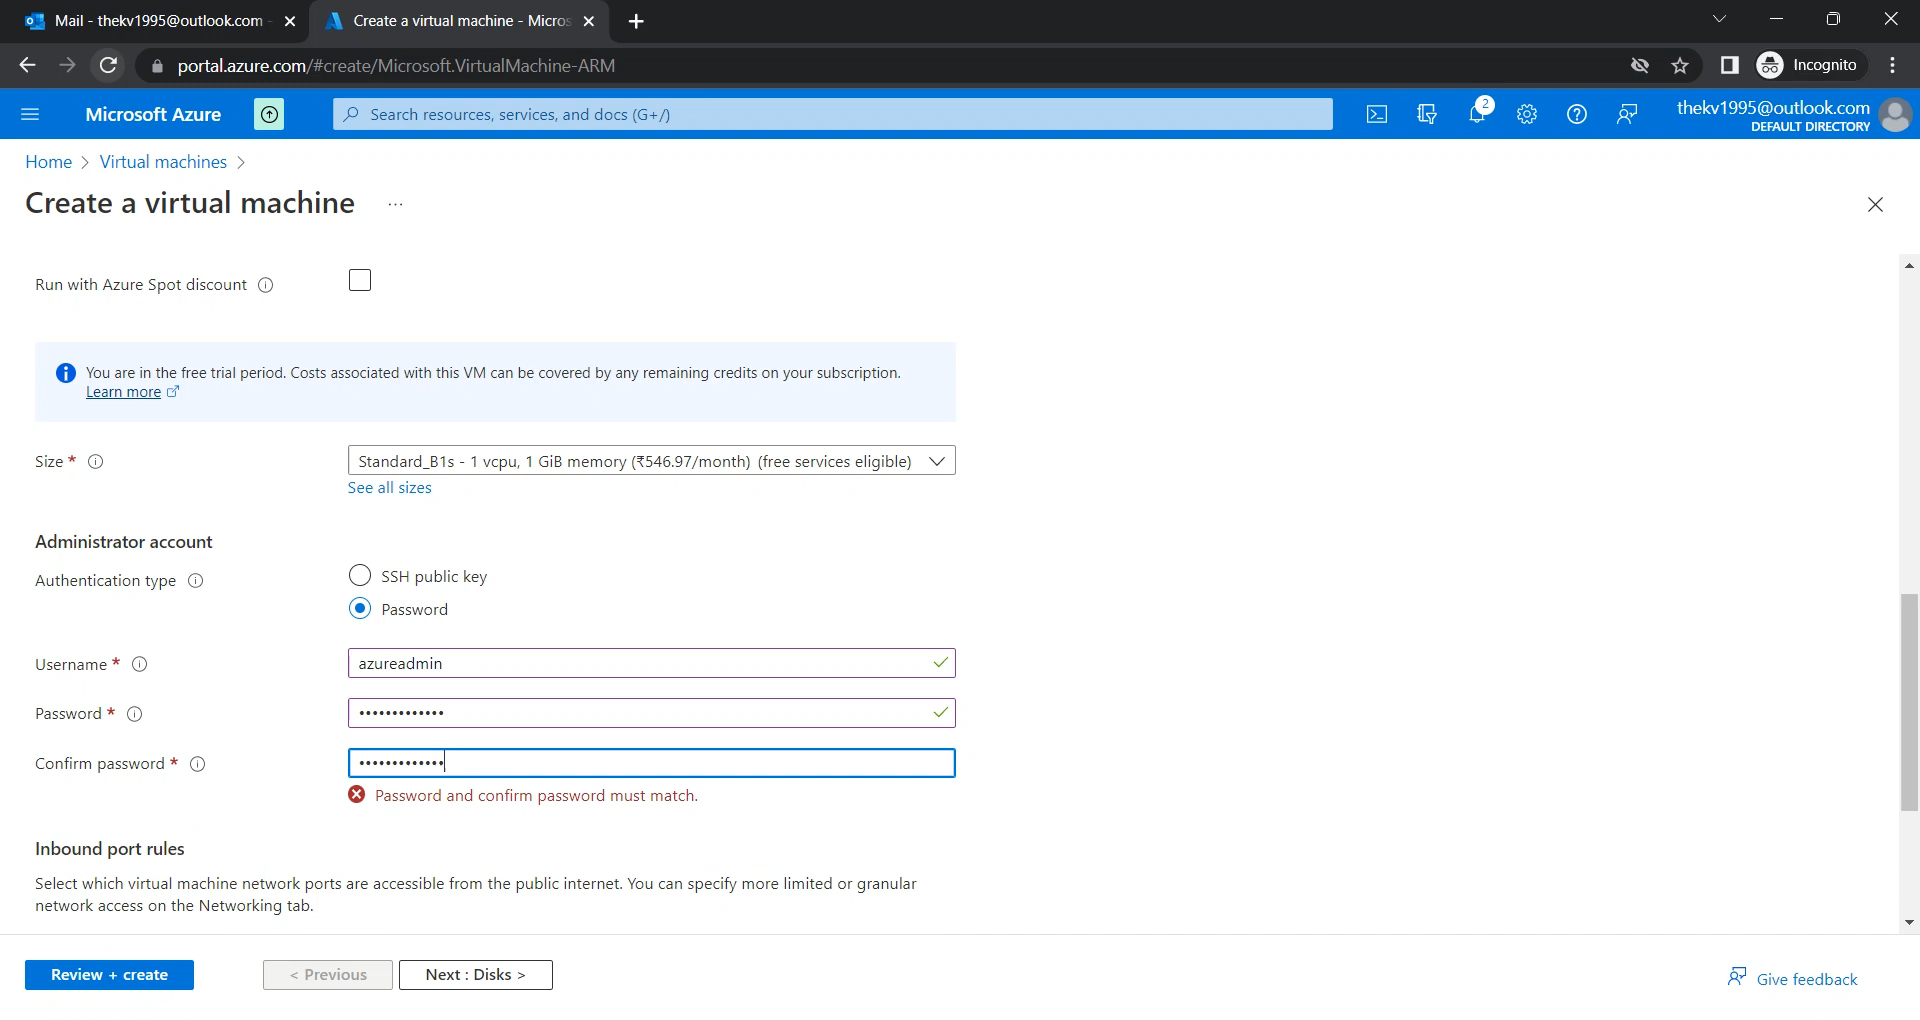 Mail - thekv1995@outlook.com -
Create a virtual machine - Micros
portal.azure.com/#create/Microsoft.VirtualMachine-ARM
Incognito
Microsoft Azure
Search resources, services, and docs (G+/)
2
thekv1995@outlook.com
DEFAULT DIRECTORY
Home > Virtual machines >
Create a virtual machine ...
Run with Azure Spot discount
You are in the free trial period. Costs associated with this VM can be covered by any remaining credits on your subscription.
Learn more
Size *
Standard_B1s - 1 vcpu, 1 GiB memory (₹546.97/month) (free services eligible)
See all sizes
Administrator account
Authentication type
SSH public key
Password
Username *
azureadmin
Password *
•••••••••••••
Confirm password *
•••••••••••••
Password and confirm password must match.
Inbound port rules
Select which virtual machine network ports are accessible from the public internet. You can specify more limited or granular
network access on the Networking tab.
Review + create
< Previous
Next : Disks >
Give feedback